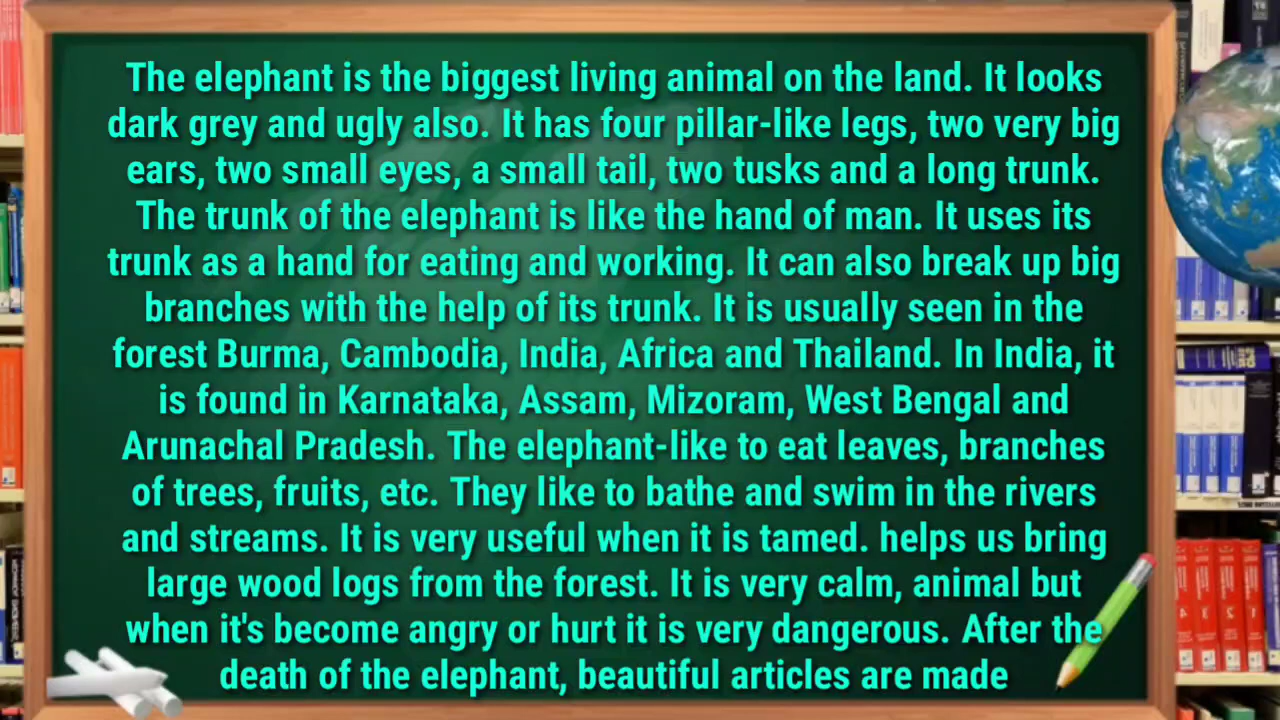 The elephant is the biggest living animal on the land. It looks
dark grey and ugly also. It has four pillar-like legs, two very big
ears, two small eyes, a small tail, two tusks and a long trunk.
The trunk of the elephant is like the hand of man. It uses its
trunk as a hand for eating and working. It can also break up big
branches with the help of its trunk. It is usually seen in the
forest Burma, Cambodia, India, Africa and Thailand. In India, it
is found in Karnataka, Assam, Mizoram, West Bengal and
Arunachal Pradesh. The elephant-like to eat leaves, branches
of trees, fruits, etc. They like to bathe and swim in the rivers
and streams. It is very useful when it is tamed. helps us bring
large wood logs from the forest. It is very calm, animal but
when it's become angry or hurt it is very dangerous. After the
death of the elephant, beautiful articles are made